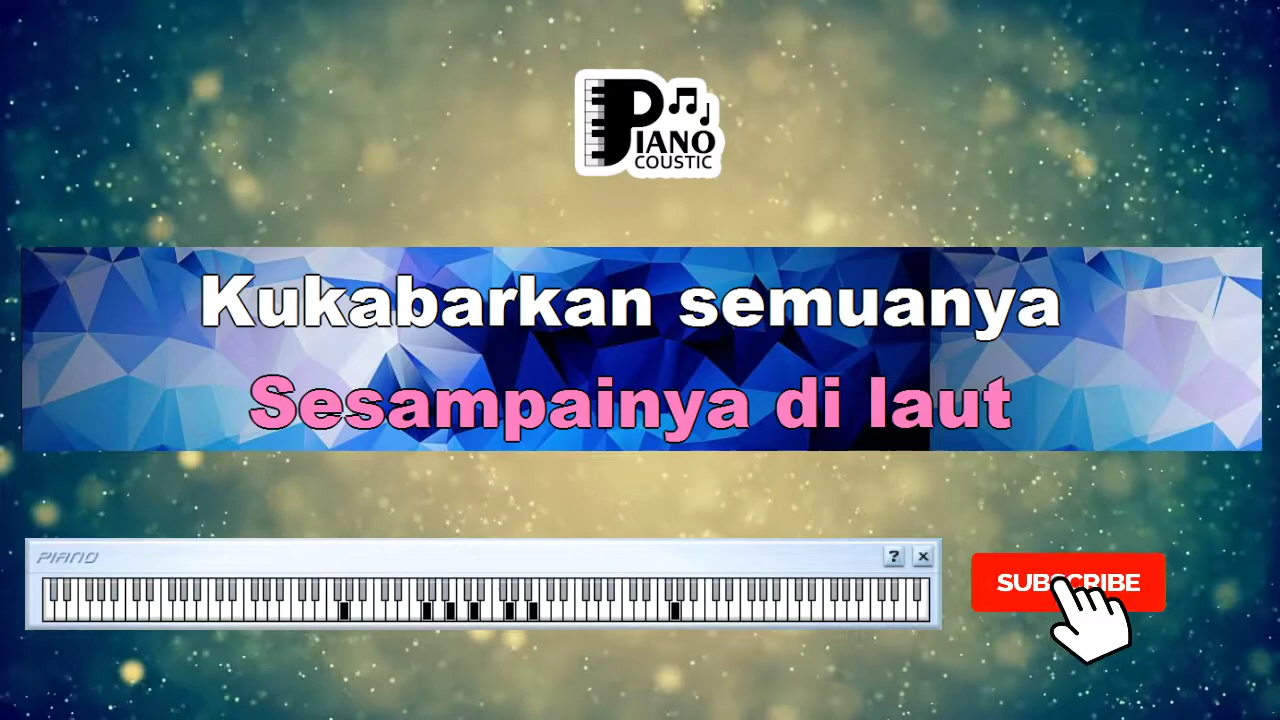 PIANO
COUSTIC
Kukabarkan semuanya
Sesampainya di laut
PIANO
? ×
SUBSCRIBE